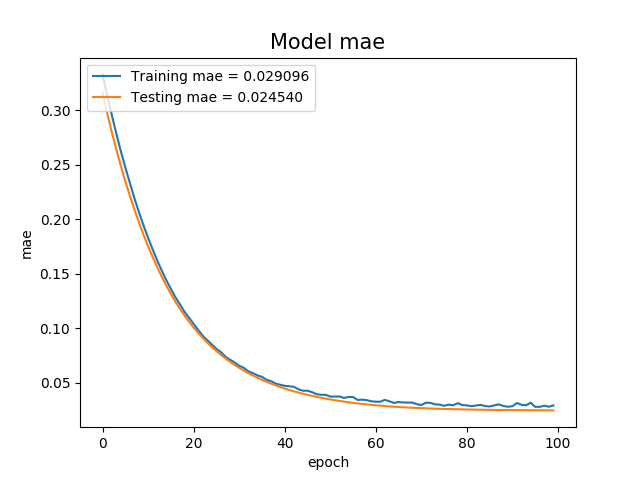 Model mae
Training mae = 0.029096
Testing mae = 0.024540
0.30
0.25
0.20
0.15
0.10
0.05
mae
0 20 40 60 80 100
epoch